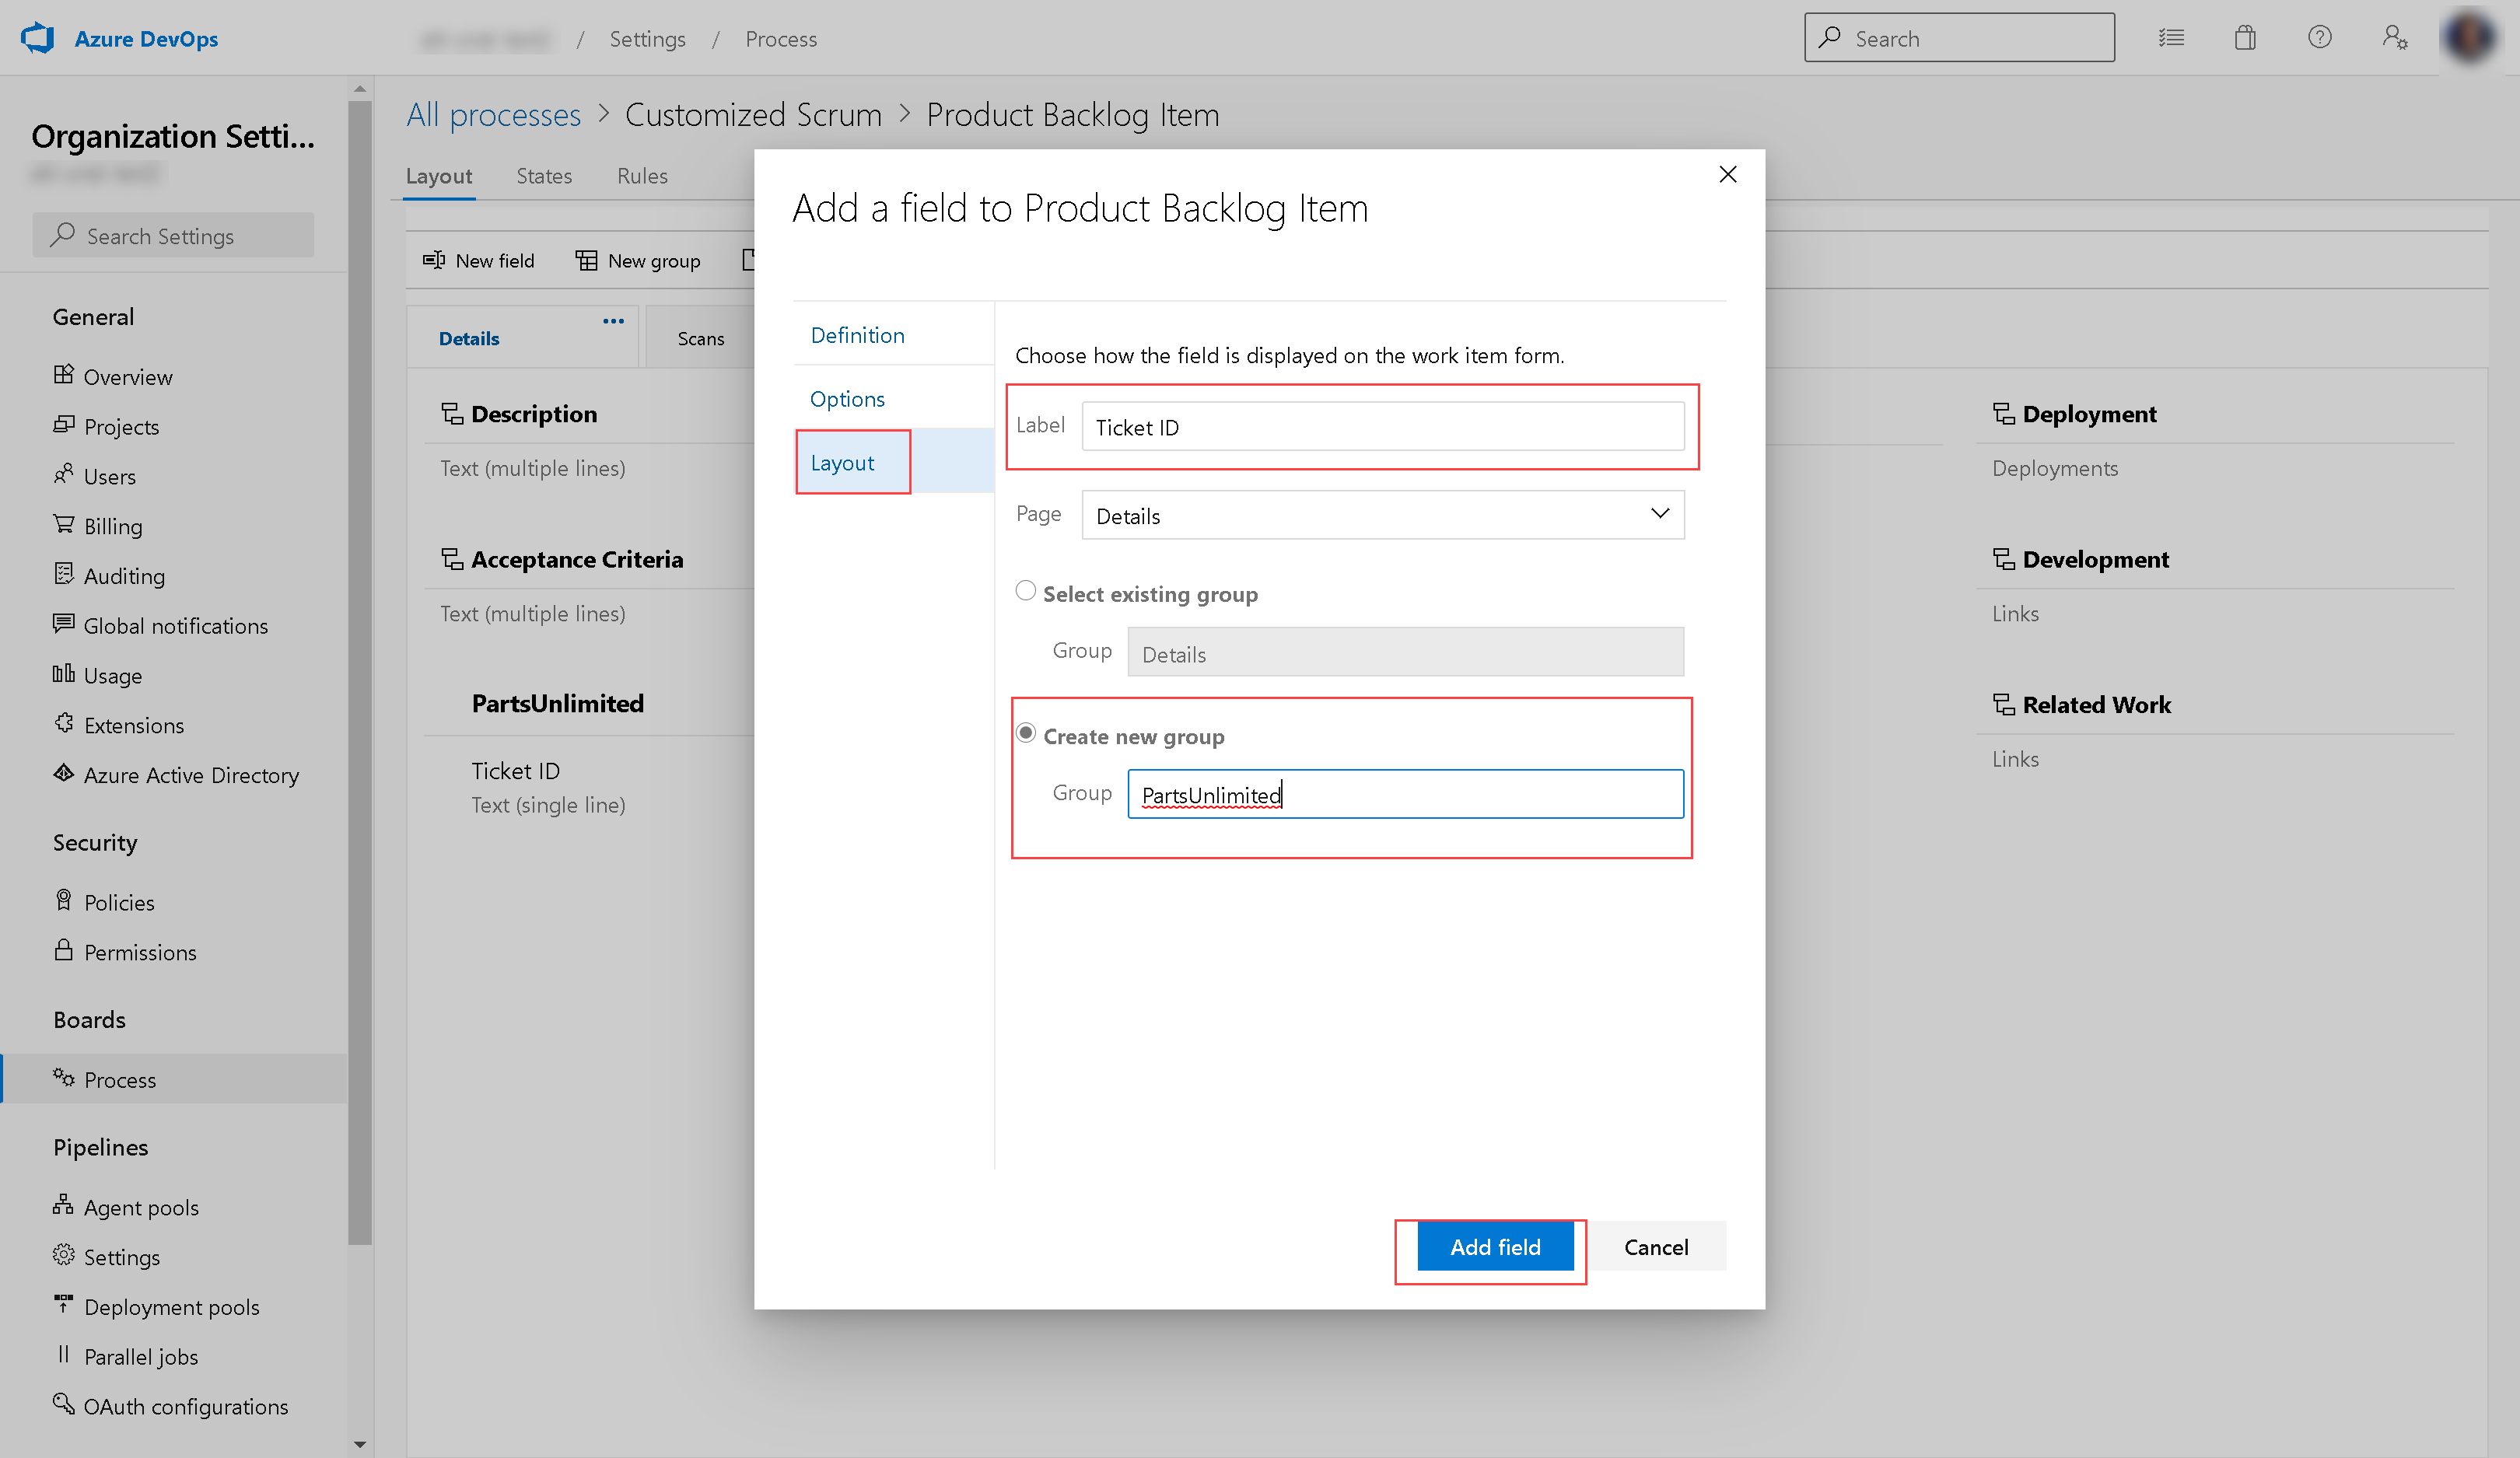 Azure DevOps
/ Settings / Process
Search
Organization Setti...
Search Settings
General
Overview
Projects
Users
Billing
Auditing
Global notifications
Usage
Extensions
Azure Active Directory
Security
Policies
Permissions
Boards
Process
Pipelines
Agent pools
Settings
Deployment pools
Parallel jobs
OAuth configurations
All processes > Customized Scrum > Product Backlog Item
Layout States Rules
New field New group
Details ...
Scans
Description
Text (multiple lines)
Acceptance Criteria
Text (multiple lines)
PartsUnlimited
Ticket ID
Text (single line)
Add a field to Product Backlog Item
Definition
Options
Layout
Choose how the field is displayed on the work item form.
Label Ticket ID
Page Details
Select existing group
Group Details
Create new group
Group PartsUnlimited
Add field Cancel
Deployment
Deployments
Development
Links
Related Work
Links